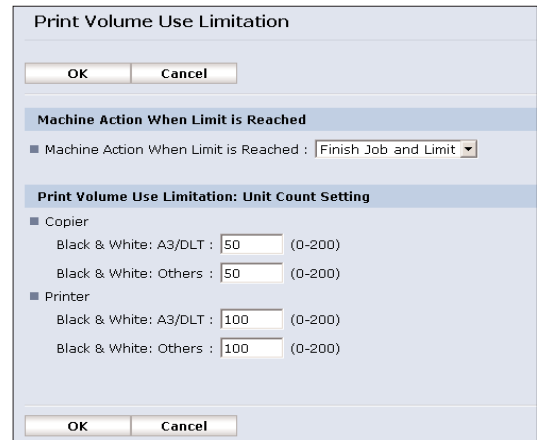 Print Volume Use Limitation
OK Cancel
Machine Action When Limit is Reached
Machine Action When Limit is Reached : Finish Job and Limit
Print Volume Use Limitation: Unit Count Setting
Copier
Black & White: A3/DLT : 50 (0-200)
Black & White: Others : 50 (0-200)
Printer
Black & White: A3/DLT : 100 (0-200)
Black & White: Others : 100 (0-200)
OK Cancel